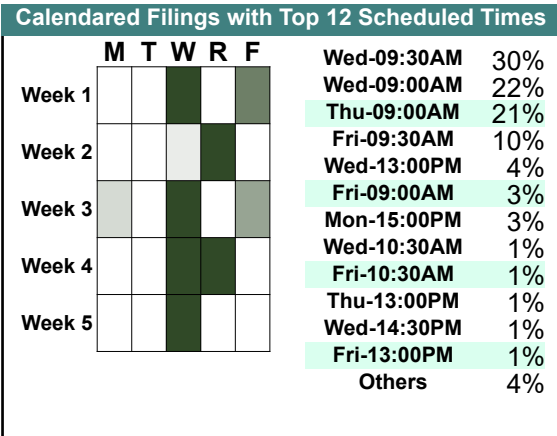 Calendared Filings with Top 12 Scheduled Times
M T W R F
Week 1
Week 2
Week 3
Week 4
Week 5
Wed-09:30AM 30%
Wed-09:00AM 22%
Thu-09:00AM 21%
Fri-09:30AM 10%
Wed-13:00PM 4%
Fri-09:00AM 3%
Mon-15:00PM 3%
Wed-10:30AM 1%
Fri-10:30AM 1%
Thu-13:00PM 1%
Wed-14:30PM 1%
Fri-13:00PM 1%
Others 4%